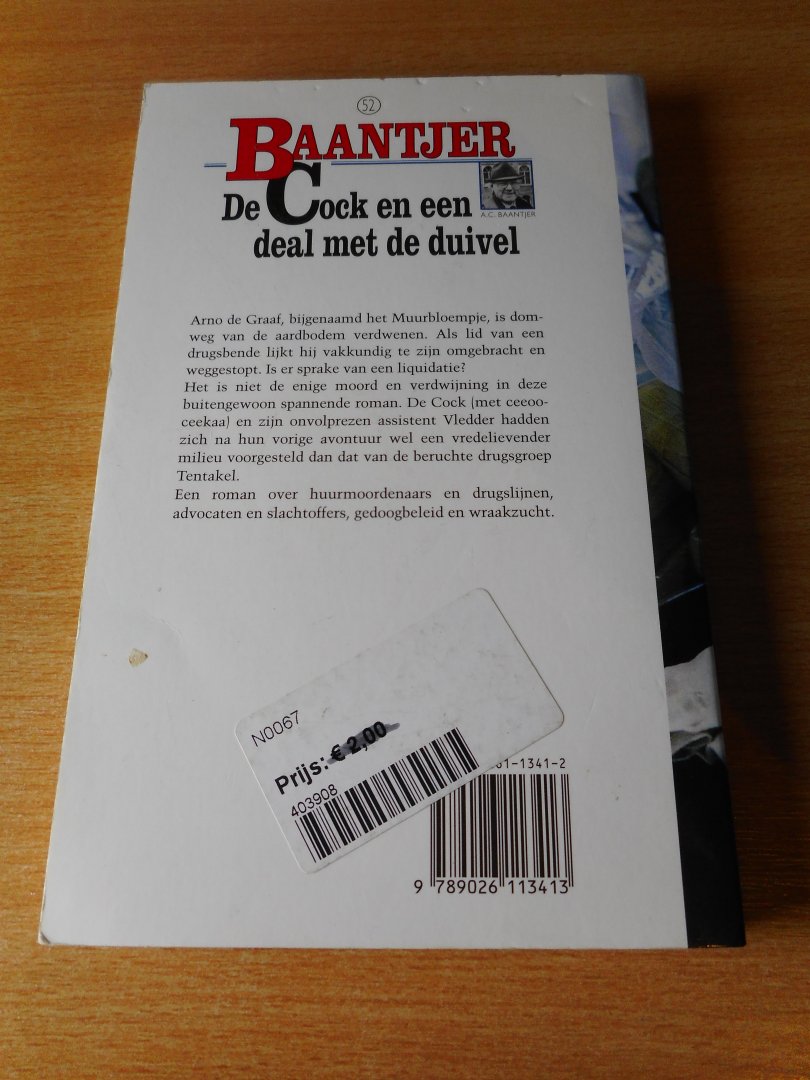 52
BAANTJER
De Cock en een
A.C. BAANTJER
deal met de duivel
Arno de Graaf, bijgenaamd het Muurbloempje, is dom-
weg van de aardbodem verdwenen. Als lid van een
drugsbende lijkt hij vakkundig te zijn omgebracht en
weggestopt. Is er sprake van een liquidatie?
Het is niet de enige moord en verdwijning in deze
buitengewoon spannende roman. De Cock (met ceeoo-
ceekaa) en zijn onvolprezen assistent Vledder hadden
zich na hun vorige avontuur wel een vredelievender
milieu voorgesteld dan dat van de beruchte drugsgroep
Tentakel.
Een roman over huurmoordenaars en drugslijnen,
advocaten en slachtoffers, gedoogbeleid en wraakzucht.
N0067
Prijs: € 2,00
403908
1-1341-2
9 789026 113413